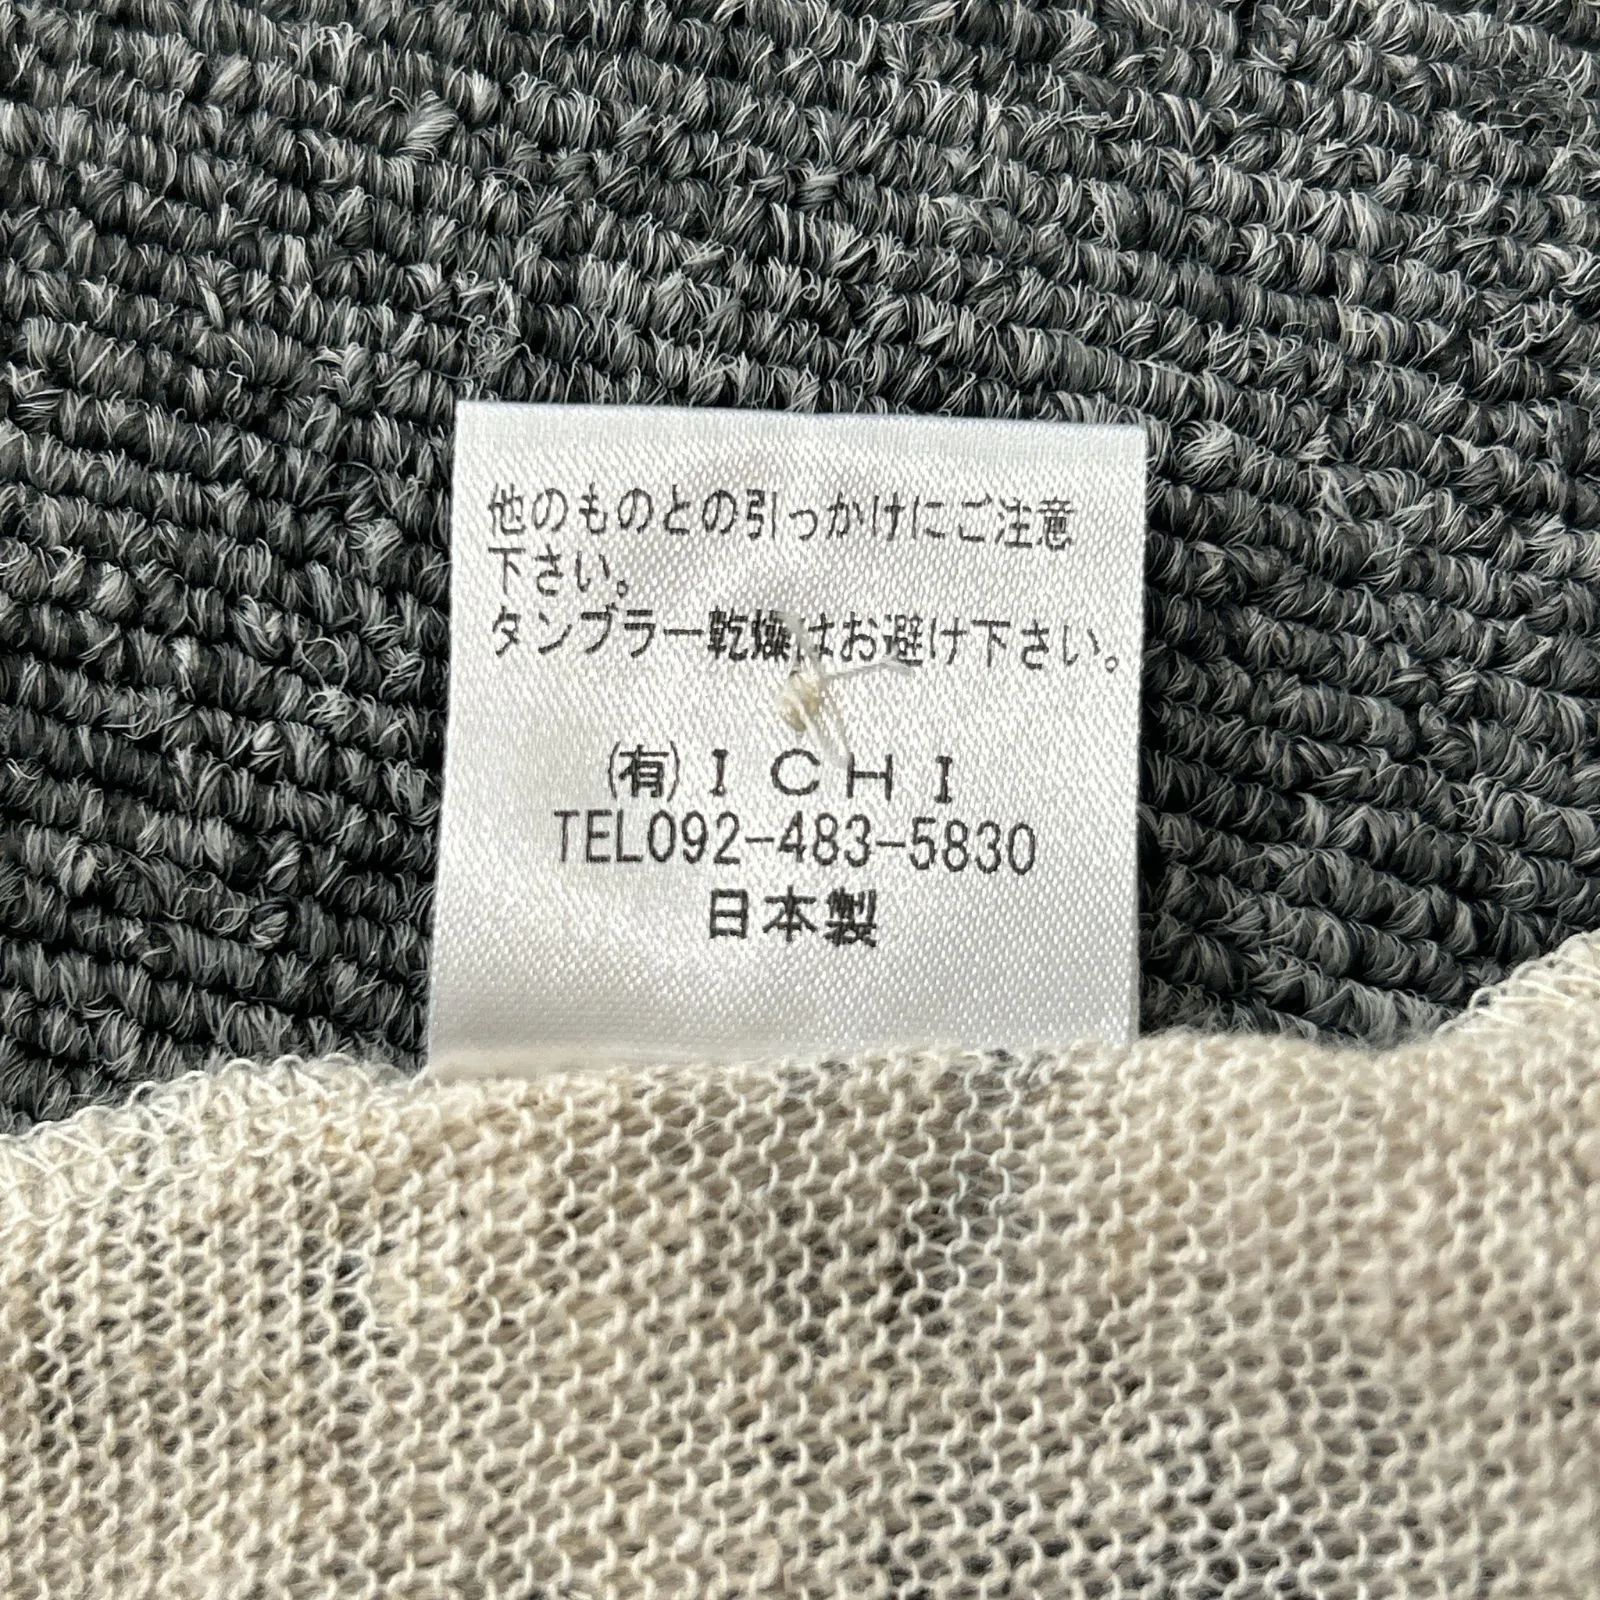 他のものとの引っかけにご注意
下さい。
タンブラー乾燥はお避け下さい。
(有)ＩＣＨＩ
TEL092-483-5830
日本製